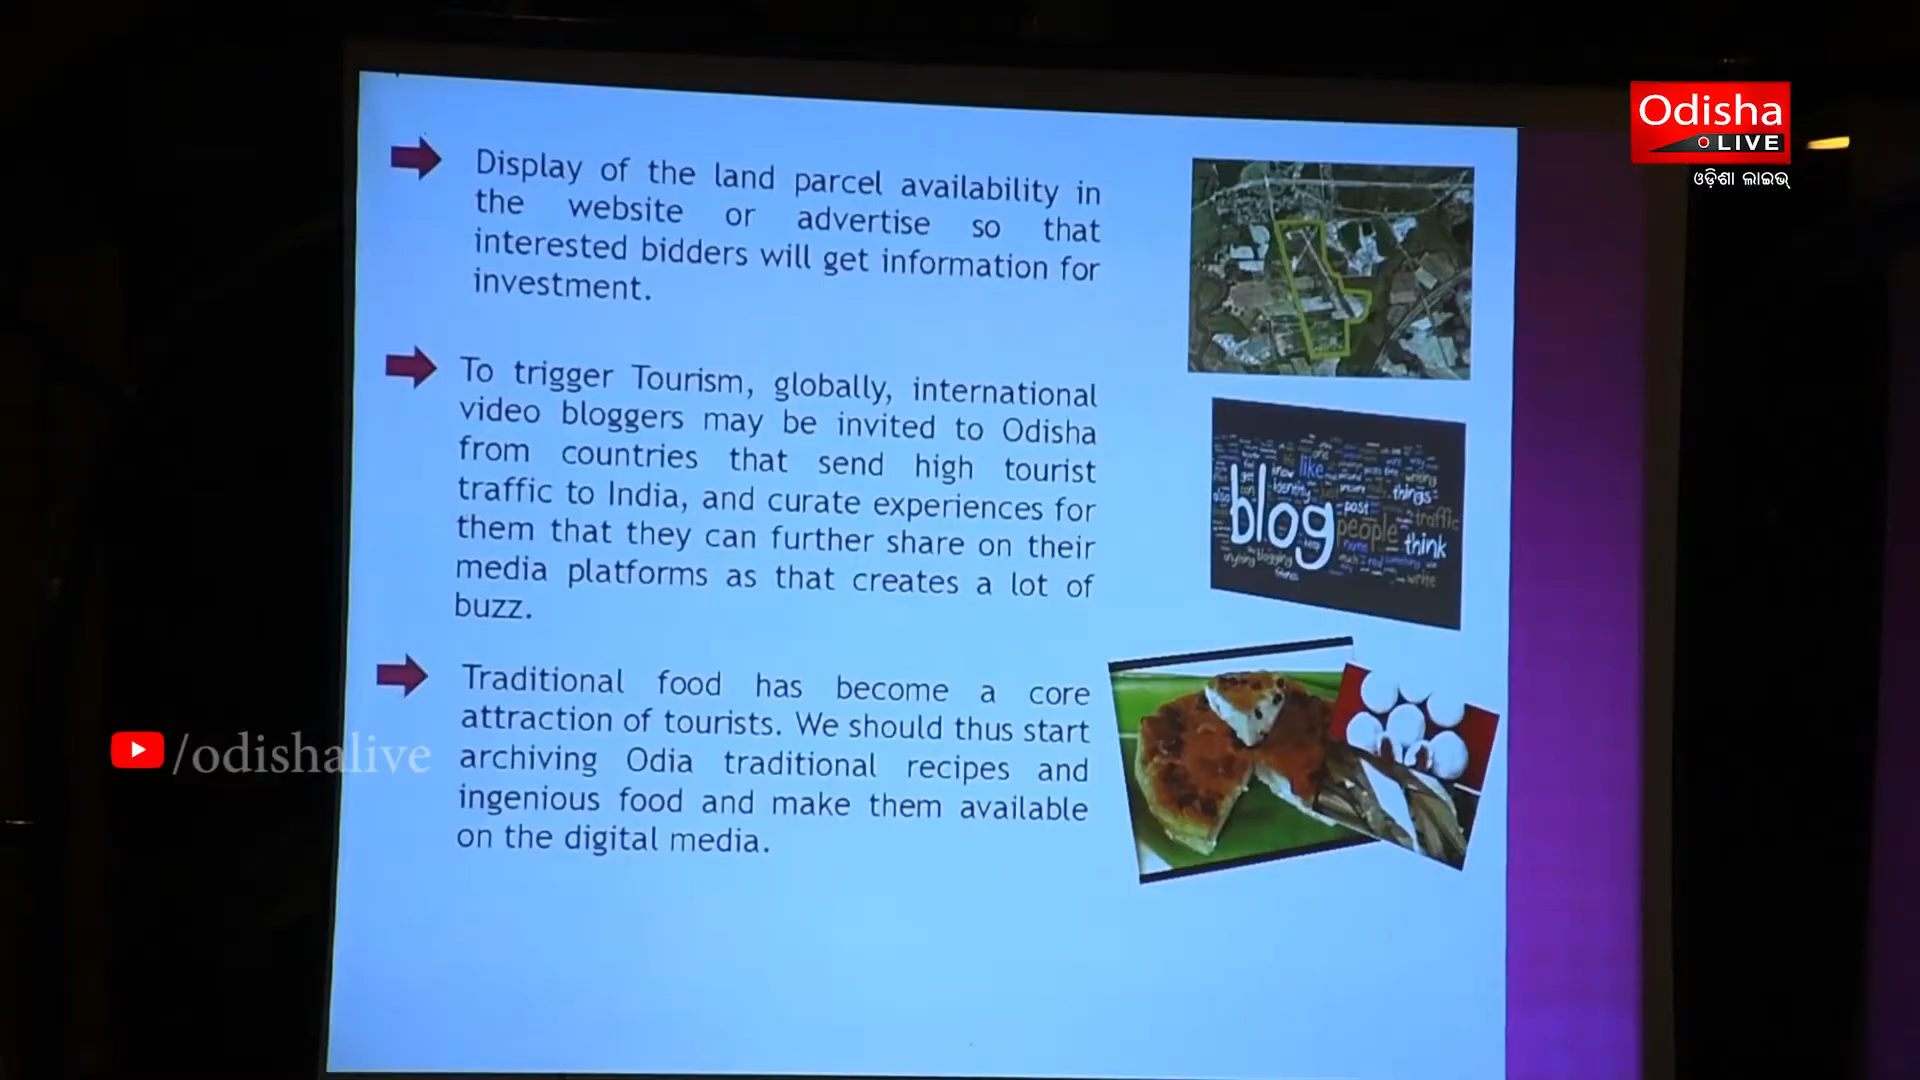 Odisha
LIVE
ଓଡ଼ିଶା ଲାଇଭ୍
Display of the land parcel availability in
the website or advertise so that
interested bidders will get information for
investment.
To trigger Tourism, globally, international
video bloggers may be invited to Odisha
from countries that send high tourist
traffic to India, and curate experiences for
them that they can further share on their
media platforms as that creates a lot of
buzz.
Traditional food has become a core
attraction of tourists. We should thus start
archiving Odia traditional recipes and
ingenious food and make them available
on the digital media.
/odishalive
know like
identity
things
post
blog people traffic
think
blogging
write